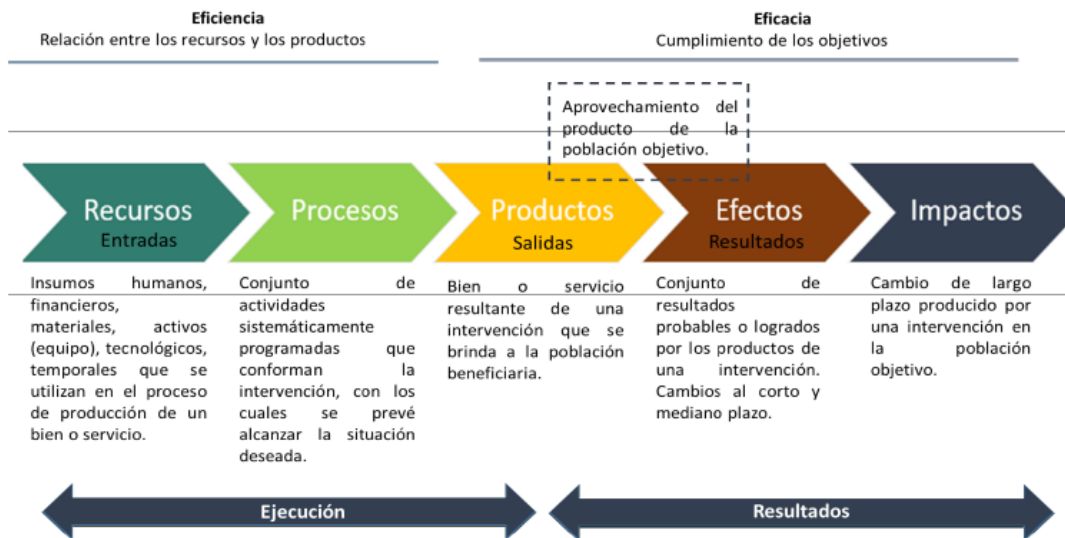 Eficiencia
Relación entre los recursos y los productos
Eficacia
Cumplimiento de los objetivos
Aprovechamiento del
producto de la
población objetivo.
Recursos
Entradas
Procesos
Productos
Salidas
Efectos
Resultados
Impactos
Insumos humanos,
financieros,
materiales, activos
(equipo), tecnológicos,
temporales que se
utilizan en el proceso
de producción de un
bien o servicio.
Conjunto de
actividades
sistemáticamente
programadas que
conforman la
intervención, con los
cuales se prevé
alcanzar la situación
deseada.
Bien o servicio
resultante de una
intervención que se
brinda a la población
beneficiaria.
Conjunto de
resultados
probables o logrados
por los productos de
una intervención.
Cambios al corto y
mediano plazo.
Cambio de largo
plazo producido por
una intervención en
la población
objetivo.
Ejecución
Resultados